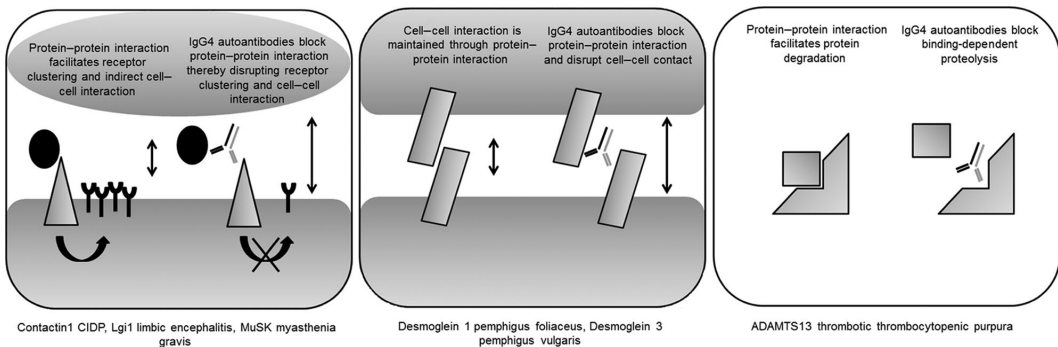 Protein–protein interaction
facilitates receptor
clustering and indirect cell–
cell interaction
IgG4 autoantibodies block
protein–protein interaction
thereby disrupting receptor
clustering and cell–cell
interaction
Contactin1 CIDP, Lgi1 limbic encephalitis, MuSK myasthenia
gravis
Cell–cell interaction is
maintained through protein–
protein interaction
IgG4 autoantibodies block
protein–protein interaction
and disrupt cell–cell contact
Desmoglein 1 pemphigus foliaceus, Desmoglein 3
pemphigus vulgaris
Protein–protein interaction
facilitates protein
degradation
IgG4 autoantibodies block
binding-dependent
proteolysis
ADAMTS13 thrombotic thrombocytopenic purpura